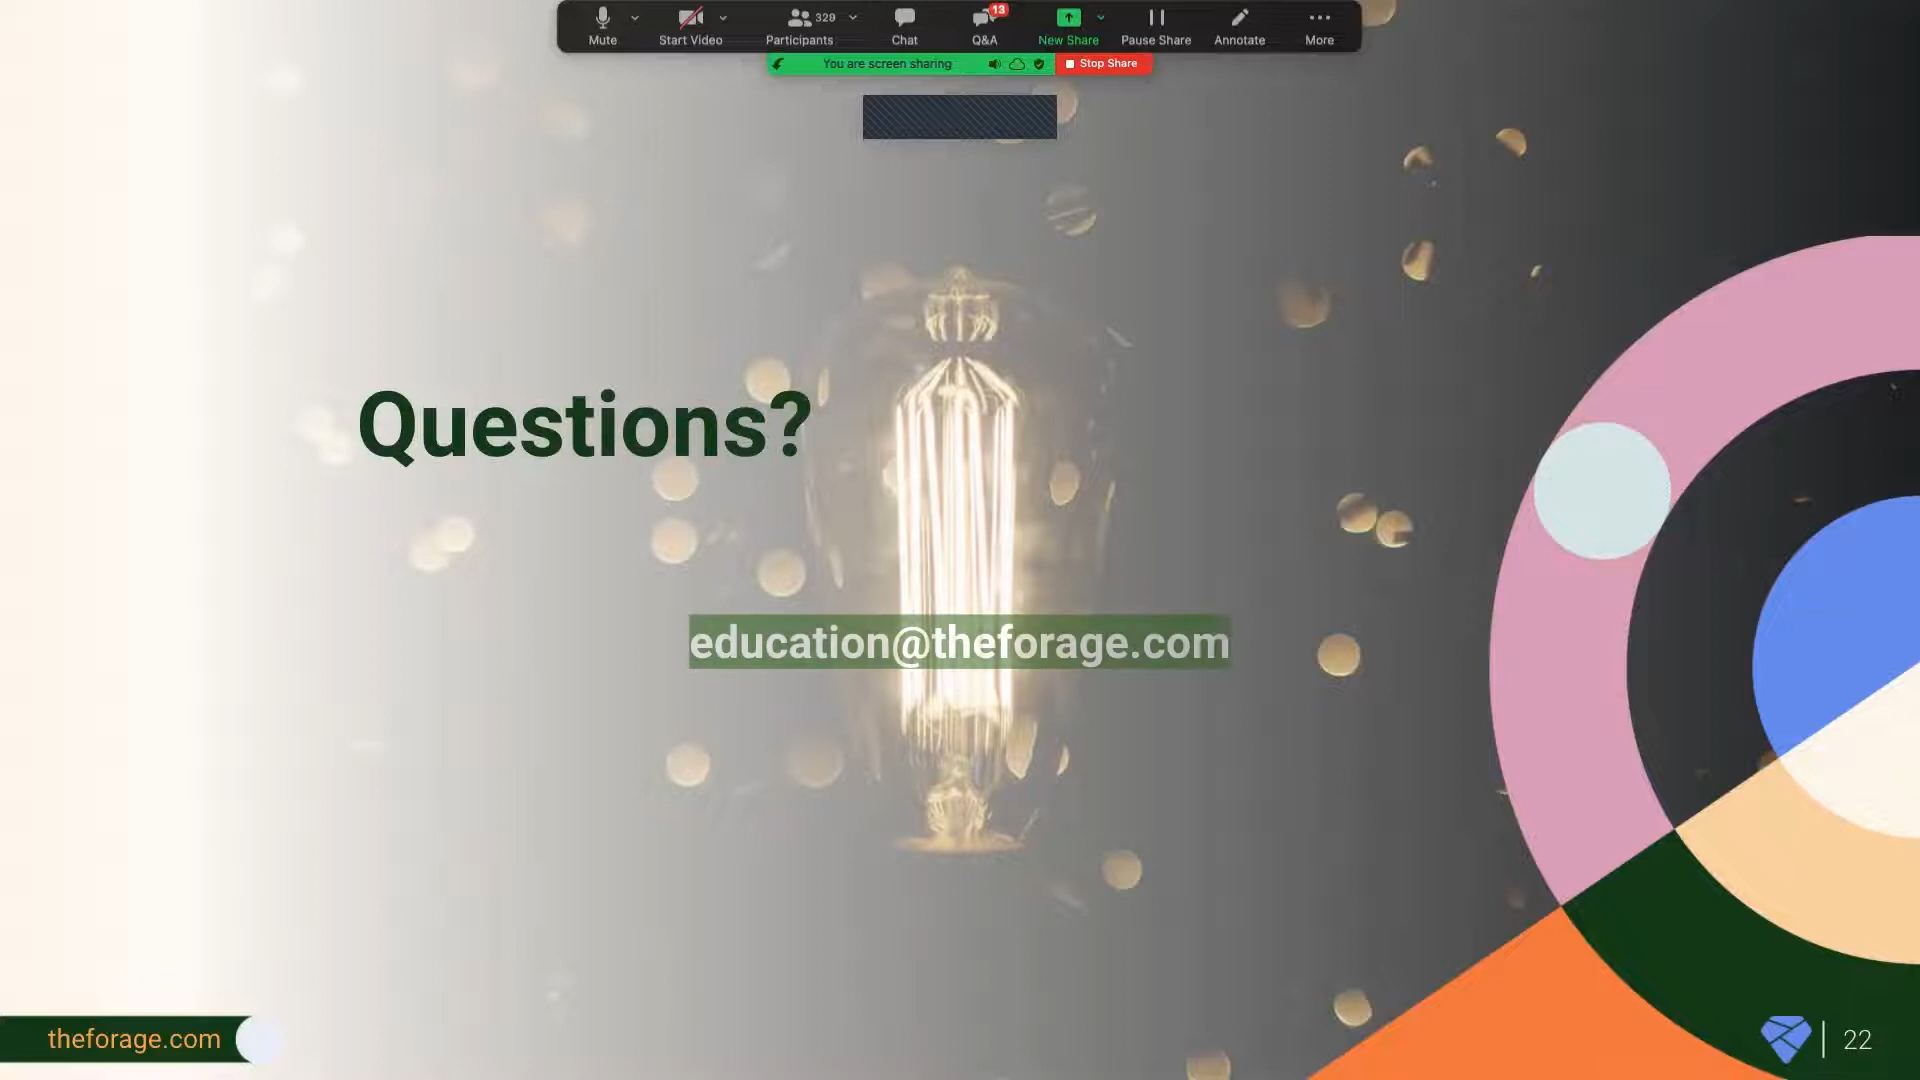 329
13
Mute
Start Video
Participants
Chat
Q&A
New Share
Pause Share
Annotate
More
You are screen sharing
Stop Share
Questions?
education@theforage.com
theforage.com
22